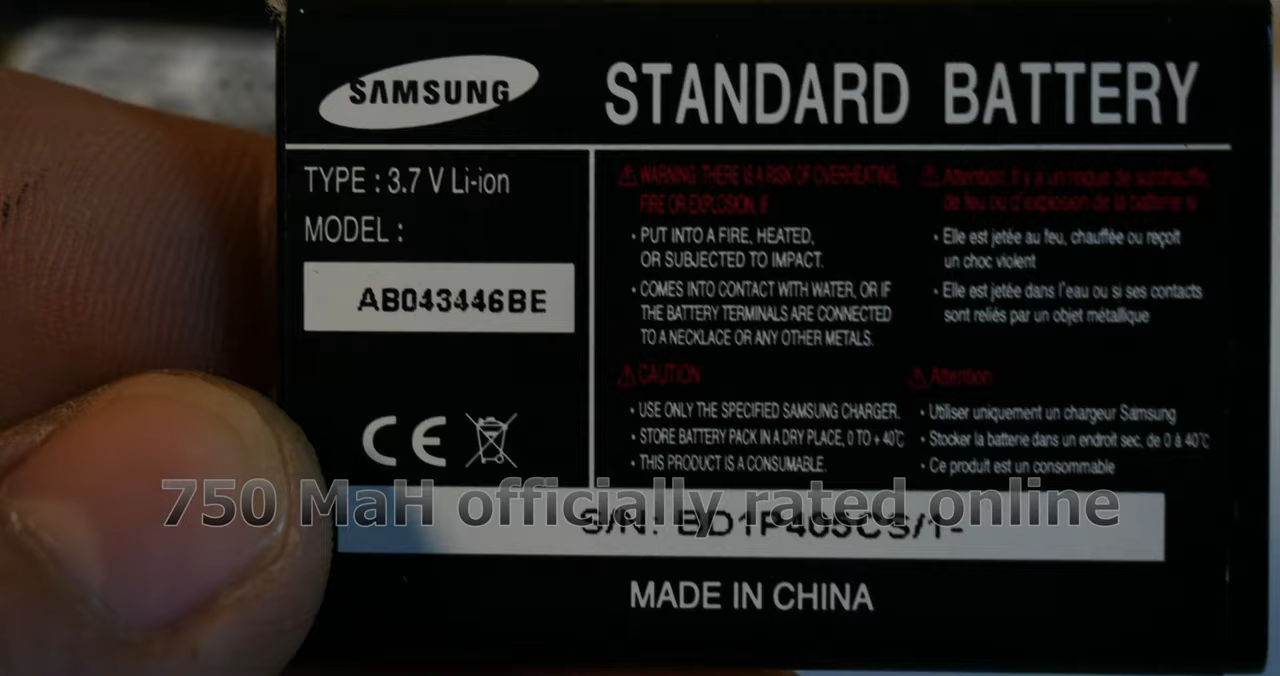 SAMSUNG
STANDARD BATTERY
TYPE : 3.7 V Li-ion
MODEL :
AB043446BE
WARNING: THERE IS A RISK OF OVERHEATING,
FIRE OR EXPLOSION, IF
• PUT INTO A FIRE, HEATED,
OR SUBJECTED TO IMPACT.
• COMES INTO CONTACT WITH WATER, OR IF
THE BATTERY TERMINALS ARE CONNECTED
TO A NECKLACE OR ANY OTHER METALS.
CAUTION
• USE ONLY THE SPECIFIED SAMSUNG CHARGER.
• STORE BATTERY PACK IN A DRY PLACE, 0 TO + 40℃
• THIS PRODUCT IS A CONSUMABLE.
Attention: Il y a un risque de surchauffe,
de feu ou d'explosion de la batterie si
• Elle est jetée au feu, chauffée ou reçoit
un choc violent
• Elle est jetée dans l'eau ou si ses contacts
sont reliés par un objet métallique
Attention
• Utiliser uniquement un chargeur Samsung
• Stocker la batterie dans un endroit sec, de 0 à 40℃
• Ce produit est un consommable
CE
750 MaH officially rated online
S/N: BD1P405CS/1-
MADE IN CHINA